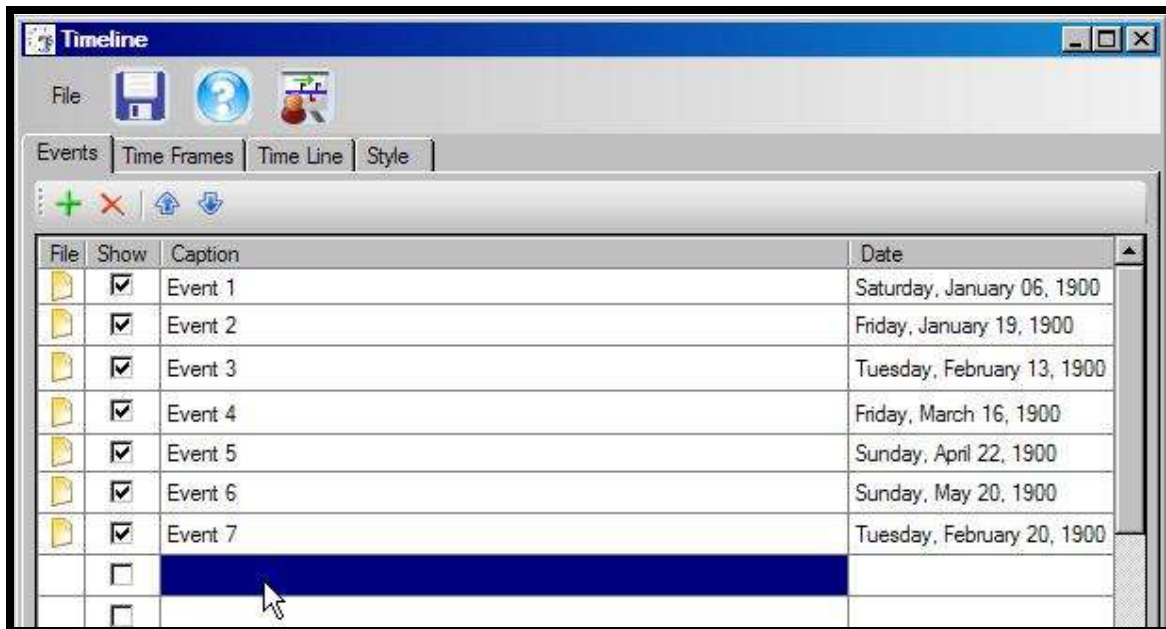 Timeline
File
Events Time Frames Time Line Style
File Show Caption Date
Event 1 Saturday, January 06, 1900
Event 2 Friday, January 19, 1900
Event 3 Tuesday, February 13, 1900
Event 4 Friday, March 16, 1900
Event 5 Sunday, April 22, 1900
Event 6 Sunday, May 20, 1900
Event 7 Tuesday, February 20, 1900